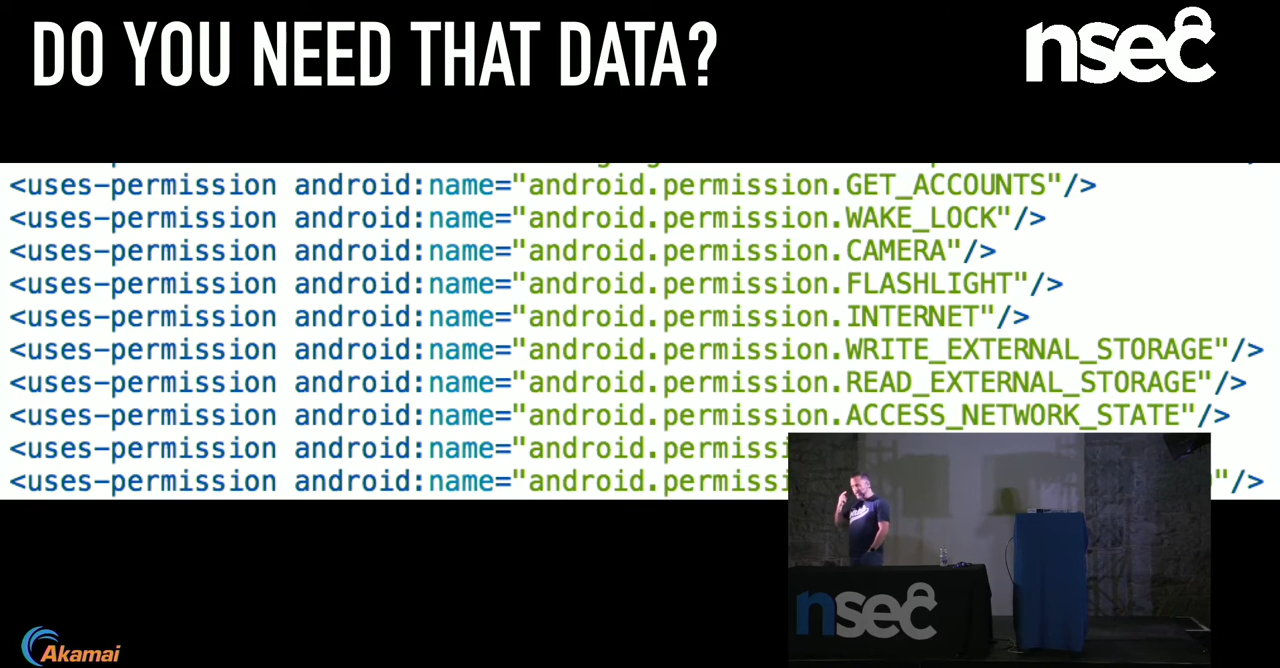 DO YOU NEED THAT DATA?
nsec
<uses-permission android:name="android.permission.GET_ACCOUNTS"/>
<uses-permission android:name="android.permission.WAKE_LOCK"/>
<uses-permission android:name="android.permission.CAMERA"/>
<uses-permission android:name="android.permission.FLASHLIGHT"/>
<uses-permission android:name="android.permission.INTERNET"/>
<uses-permission android:name="android.permission.WRITE_EXTERNAL_STORAGE"/>
<uses-permission android:name="android.permission.READ_EXTERNAL_STORAGE"/>
<uses-permission android:name="android.permission.ACCESS_NETWORK_STATE"/>
<uses-permission android:name="android.permissi
<uses-permission android:name="android.permissi "/>
nsec
Akamai